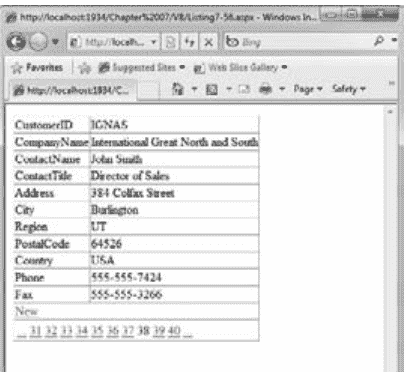 http://localhost:1934/Chapter%2007/VB/Listing7-56.aspx - Windows In...
http://localh...
Bing
Favorites Suggested Sites Web Slice Gallery
http://localhost:1934/C... Page Safety
CustomerID IGNAS
CompanyName International Great North and South
ContactName John Smith
ContactTitle Director of Sales
Address 384 Colfax Street
City Burlington
Region UT
PostalCode 64526
Country USA
Phone 555-555-7424
Fax 555-555-3266
New
... 31 32 33 34 35 36 37 38 39 40 ...